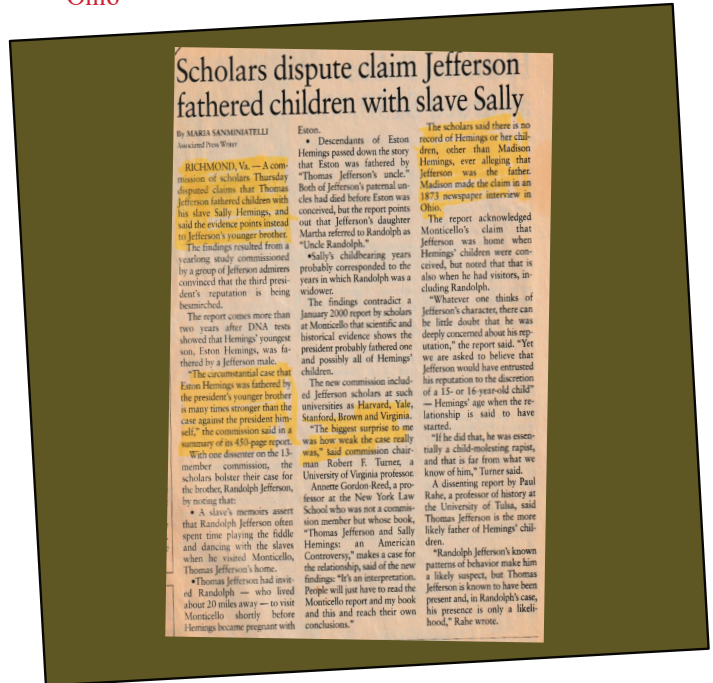 Ohio
Scholars dispute claim Jefferson
fathered children with slave Sally
By MARIA SANMINIATELLI
Associated Press Writer
RICHMOND, Va. — A com-
mission of scholars Thursday
disputed claims that Thomas
Jefferson fathered children with
his slave Sally Hemings, and
said the evidence points instead
to Jefferson's younger brother.
The findings resulted from a
yearlong study commissioned
by a group of Jefferson admirers
convinced that the third presi-
dent's reputation is being
besmirched.
The report comes more than
two years after DNA tests
showed that Hemings' youngest
son, Eston Hemings, was fa-
thered by a Jefferson male.
"The circumstantial case that
Eston Hemings was fathered by
the president's younger brother
is many times stronger than the
case against the president him-
self," the commission said in a
summary of its 450-page report.
With one dissenter on the 13-
member commission, the
scholars bolster their case for
the brother, Randolph Jefferson,
by noting that:
• A slave's memoirs assert
that Randolph Jefferson often
spent time playing the fiddle
and dancing with the slaves
when he visited Monticello,
Thomas Jefferson's home.
•Thomas Jefferson had invit-
ed Randolph — who lived
about 20 miles away — to visit
Monticello shortly before
Hemings became pregnant with
Eston.
• Descendants of Eston
Hemings passed down the story
that Eston was fathered by
"Thomas Jefferson's uncle."
Both of Jefferson's paternal un-
cles had died before Eston was
conceived, but the report points
out that Jefferson's daughter
Martha referred to Randolph as
"Uncle Randolph."
•Sally's childbearing years
probably corresponded to the
years in which Randolph was a
widower.
The findings contradict a
January 2000 report by scholars
at Monticello that scientific and
historical evidence shows the
president probably fathered one
and possibly all of Hemings'
children.
The new commission includ-
ed Jefferson scholars at such
universities as Harvard, Yale,
Stanford, Brown and Virginia.
"The biggest surprise to me
was how weak the case really
was," said commission chair-
man Robert F. Turner, a
University of Virginia professor.
Annette Gordon-Reed, a pro-
fessor at the New York Law
School who was not a commis-
sion member but whose book,
"Thomas Jefferson and Sally
Hemings: an American
Controversy," makes a case for
the relationship, said of the new
findings: "It's an interpretation.
People will just have to read the
Monticello report and my book
and this and reach their own
conclusions."
The scholars said there is no
record of Hemings or her chil-
dren, other than Madison
Hemings, ever alleging that
Jefferson was the father.
Madison made the claim in an
1873 newspaper interview in
Ohio.
The report acknowledged
Monticello's claim that
Jefferson was home when
Hemings' children were con-
ceived, but noted that that is
also when he had visitors, in-
cluding Randolph.
"Whatever one thinks of
Jefferson's character, there can
be little doubt that he was
deeply concerned about his rep-
utation," the report said. "Yet
we are asked to believe that
Jefferson would have entrusted
his reputation to the discretion
of a 15- or 16-year-old child"
— Hemings' age when the re-
lationship is said to have
started.
"If he did that, he was essen-
tially a child-molesting rapist,
and that is far from what we
know of him," Turner said.
A dissenting report by Paul
Rahe, a professor of history at
the University of Tulsa, said
Thomas Jefferson is the more
likely father of Hemings' chil-
dren.
"Randolph Jefferson's known
patterns of behavior make him
a likely suspect, but Thomas
Jefferson is known to have been
present and, in Randolph's case,
his presence is only a likeli-
hood," Rahe wrote.